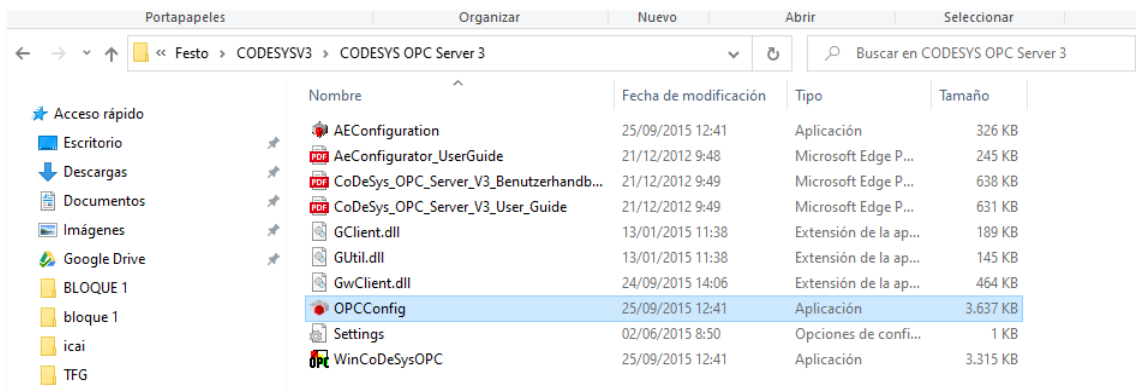 Portapapeles Organizar Nuevo Abrir Seleccionar
« Festo > CODESYSV3 > CODESYS OPC Server 3 Buscar en CODESYS OPC Server 3
Nombre Fecha de modificación Tipo Tamaño
Acceso rápido
Escritorio
Descargas
Documentos
Imágenes
Google Drive
BLOQUE 1
bloque 1
icai
TFG
AEConfiguration 25/09/2015 12:41 Aplicación 326 KB
PDF AeConfigurator_UserGuide 21/12/2012 9:48 Microsoft Edge P... 245 KB
PDF CoDeSys_OPC_Server_V3_Benutzerhandb... 21/12/2012 9:49 Microsoft Edge P... 638 KB
PDF CoDeSys_OPC_Server_V3_User_Guide 21/12/2012 9:49 Microsoft Edge P... 631 KB
GClient.dll 13/01/2015 11:38 Extensión de la ap... 189 KB
GUtil.dll 13/01/2015 11:38 Extensión de la ap... 145 KB
GwClient.dll 24/09/2015 14:06 Extensión de la ap... 464 KB
OPCConfig 25/09/2015 12:41 Aplicación 3.637 KB
Settings 02/06/2015 8:50 Opciones de confi... 1 KB
OPC WinCoDeSysOPC 25/09/2015 12:41 Aplicación 3.315 KB